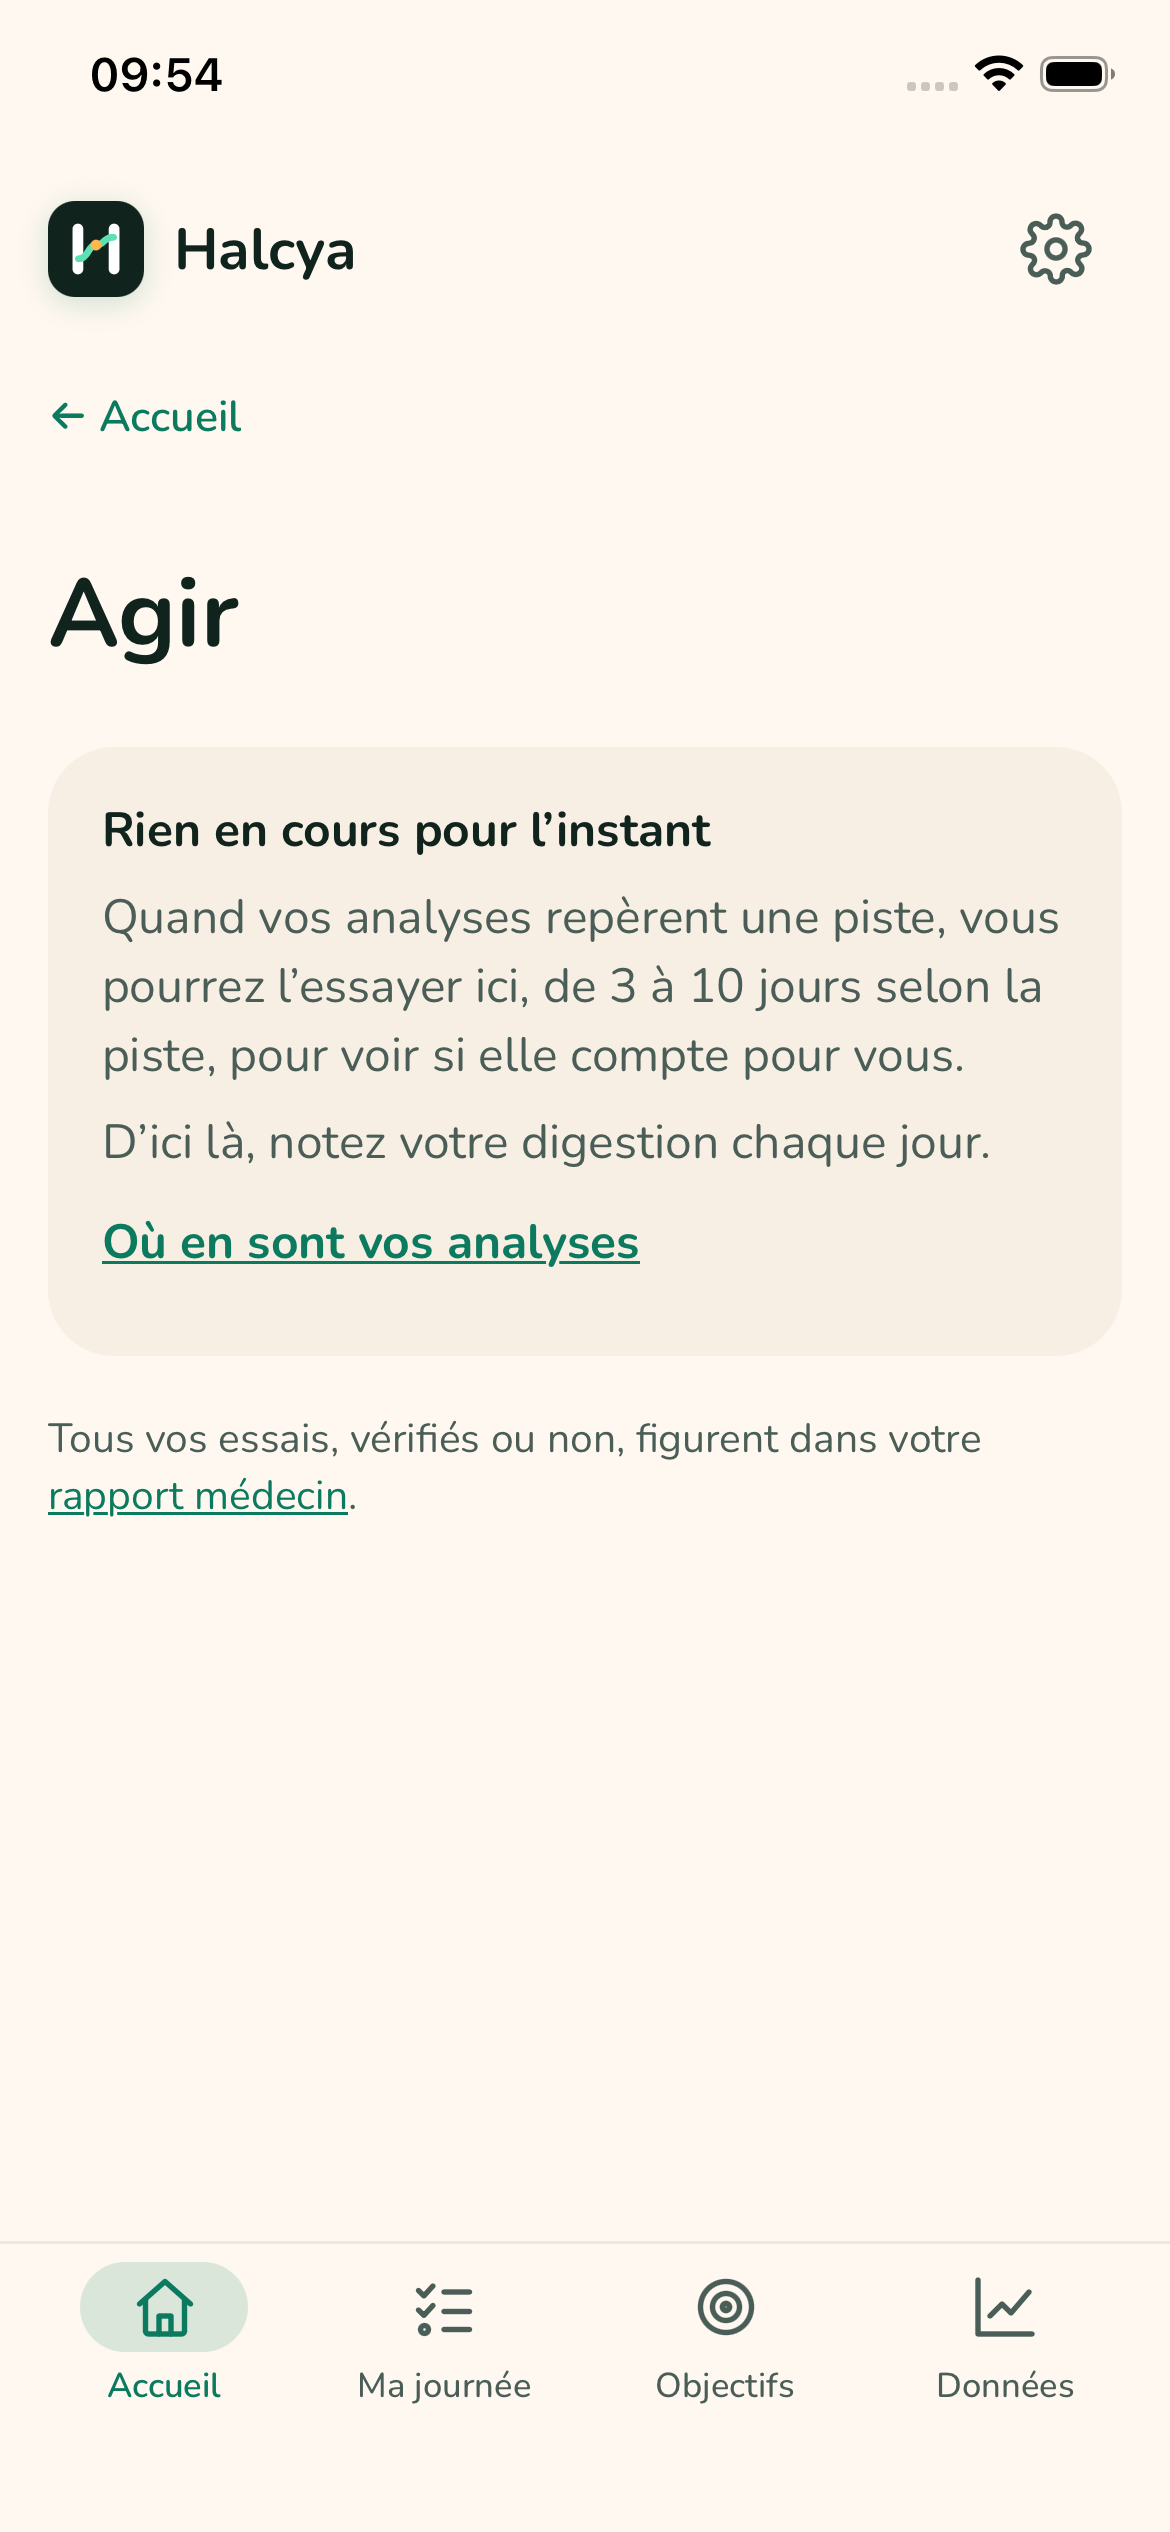 09:54
Halcya
← Accueil
Agir
Rien en cours pour l’instant
Quand vos analyses repèrent une piste, vous
pourrez l’essayer ici, de 3 à 10 jours selon la
piste, pour voir si elle compte pour vous.
D’ici là, notez votre digestion chaque jour.
Où en sont vos analyses
Tous vos essais, vérifiés ou non, figurent dans votre
rapport médecin.
Accueil
Ma journée
Objectifs
Données